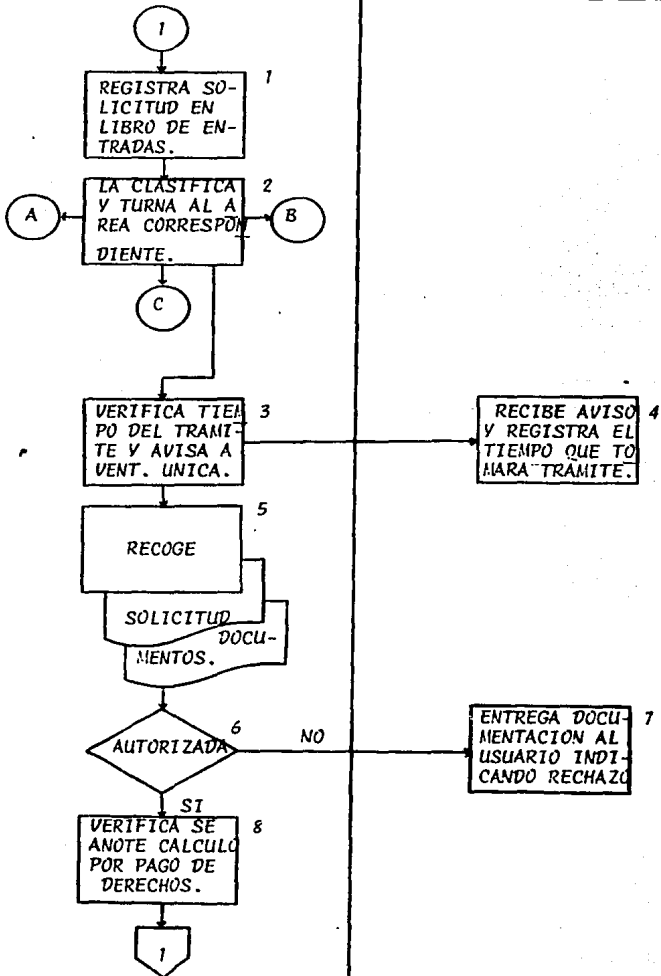 1
REGISTRA SO-
LICITUD EN
LIBRO DE EN-
TRADAS.
1
LA CLASIFICA
Y TURNA AL A
REA CORRESPON
DIENTE.
2
A
B
C
VERIFICA TIEM
PO DEL TRAMI-
TE Y AVISA A
VENT. UNICA.
3
RECIBE AVISO
Y REGISTRA EL
TIEMPO QUE TO
MARA TRAMITE.
4
RECOGE
5
SOLICITUD
DOCU-
MENTOS.
AUTORIZADA
6
NO
ENTREGA DOCU-
MENTACION AL
USUARIO INDI-
CANDO RECHAZO
7
SI
VERIFICA SE
ANOTE CALCULO
POR PAGO DE
DERECHOS.
8
1